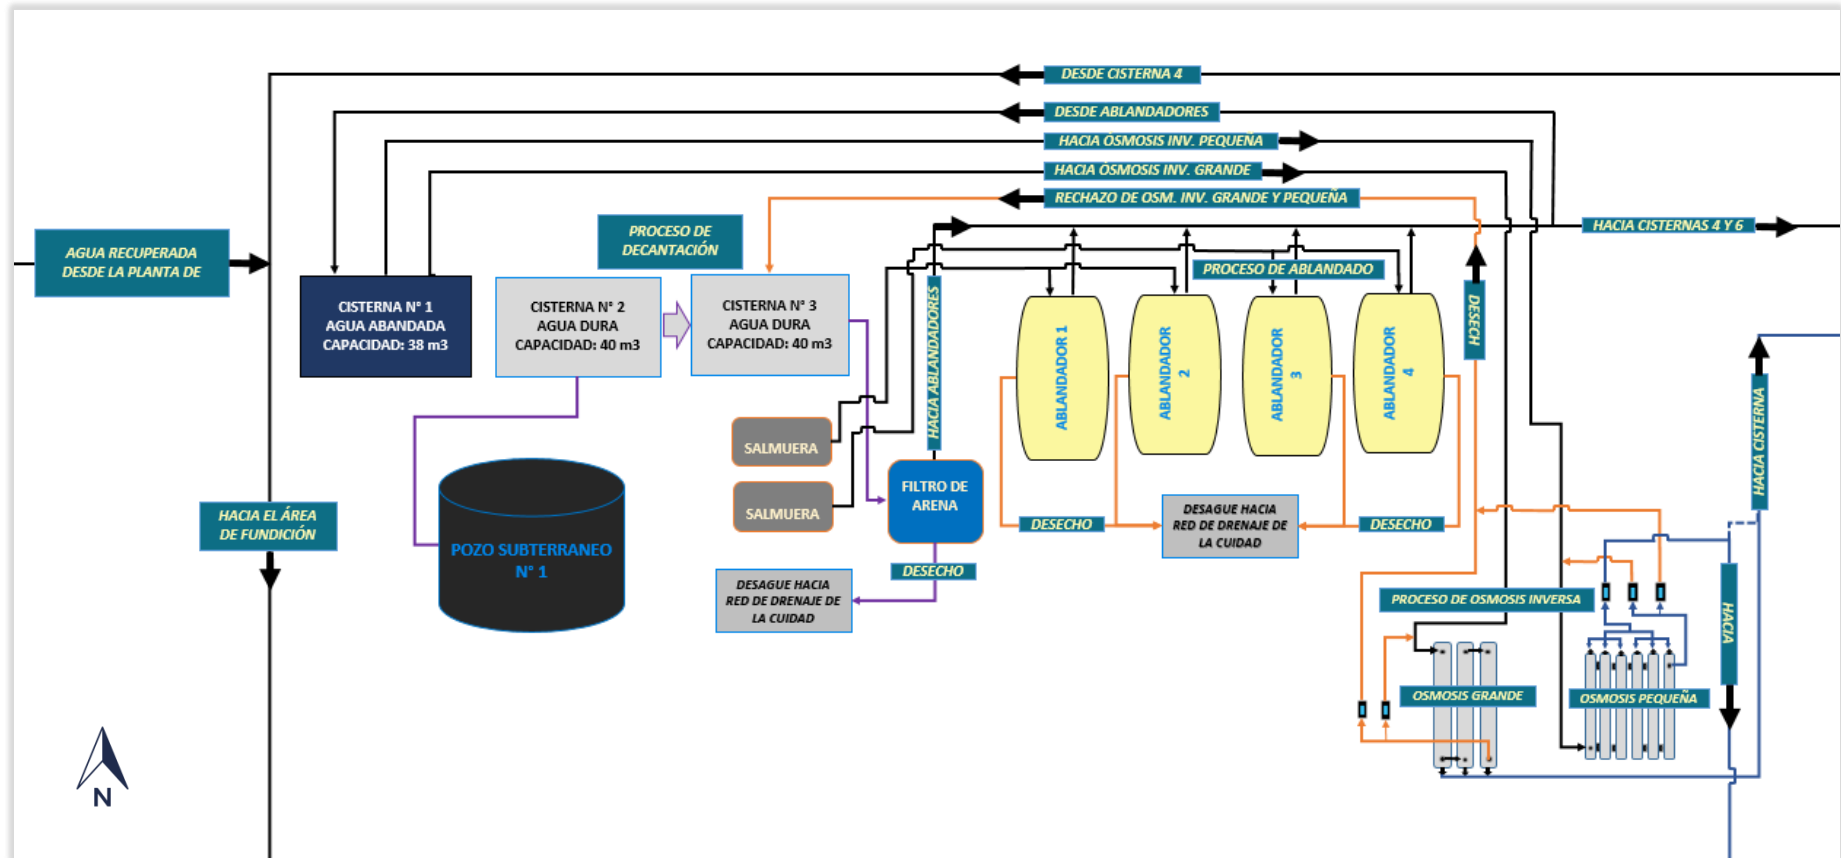 DESDE CISTERNA 4
DESDE ABLANDADORES
HACIA ÓSMOSIS INV. PEQUEÑA
HACIA ÓSMOSIS INV. GRANDE
RECHAZO DE OSM. INV. GRANDE Y PEQUEÑA
HACIA CISTERNAS 4 Y 6
AGUA RECUPERADA
DESDE LA PLANTA DE
PROCESO DE
DECANTACIÓN
PROCESO DE ABLANDADO
CISTERNA N° 1
AGUA ABANDADA
CAPACIDAD: 38 m3
CISTERNA N° 2
AGUA DURA
CAPACIDAD: 40 m3
CISTERNA N° 3
AGUA DURA
CAPACIDAD: 40 m3
HACIA ABLANDADORES
ABLANDADOR 1
ABLANDADOR
2
ABLANDADOR
3
ABLANDADOR
4
DESECH
HACIA CISTERNA
SALMUERA
SALMUERA
FILTRO DE
ARENA
HACIA EL ÁREA
DE FUNDICIÓN
POZO SUBTERRANEO
N° 1
DESECHO
DESAGUE HACIA
RED DE DRENAJE DE
LA CUIDAD
DESECHO
DESECHO
DESAGUE HACIA
RED DE DRENAJE DE
LA CUIDAD
PROCESO DE OSMOSIS INVERSA
HACIA
OSMOSIS GRANDE
OSMOSIS PEQUEÑA
N